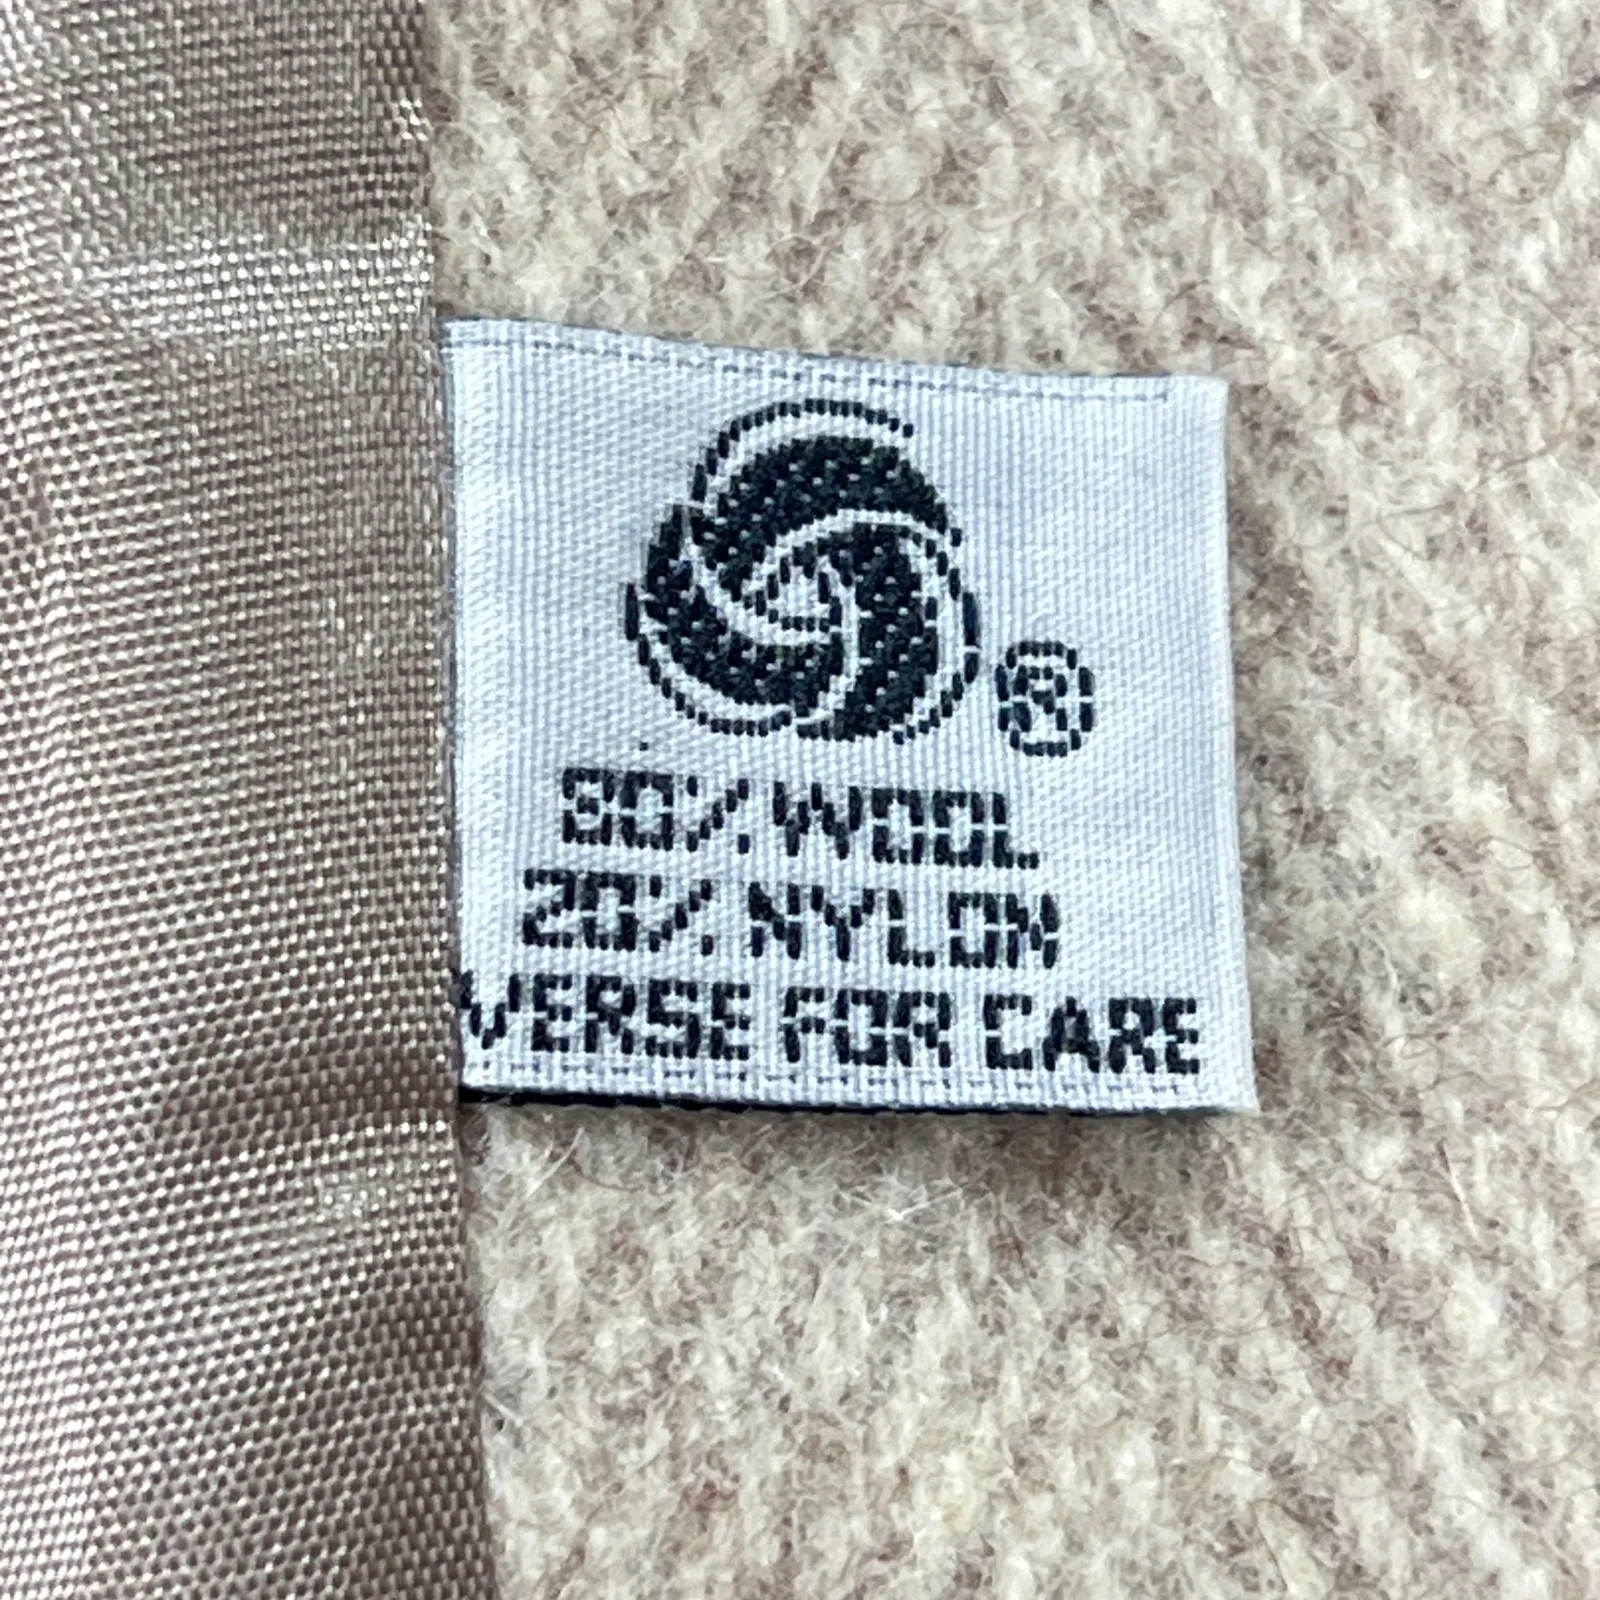 ®
80% WOOL
20% NYLON
VERSE FOR CARE